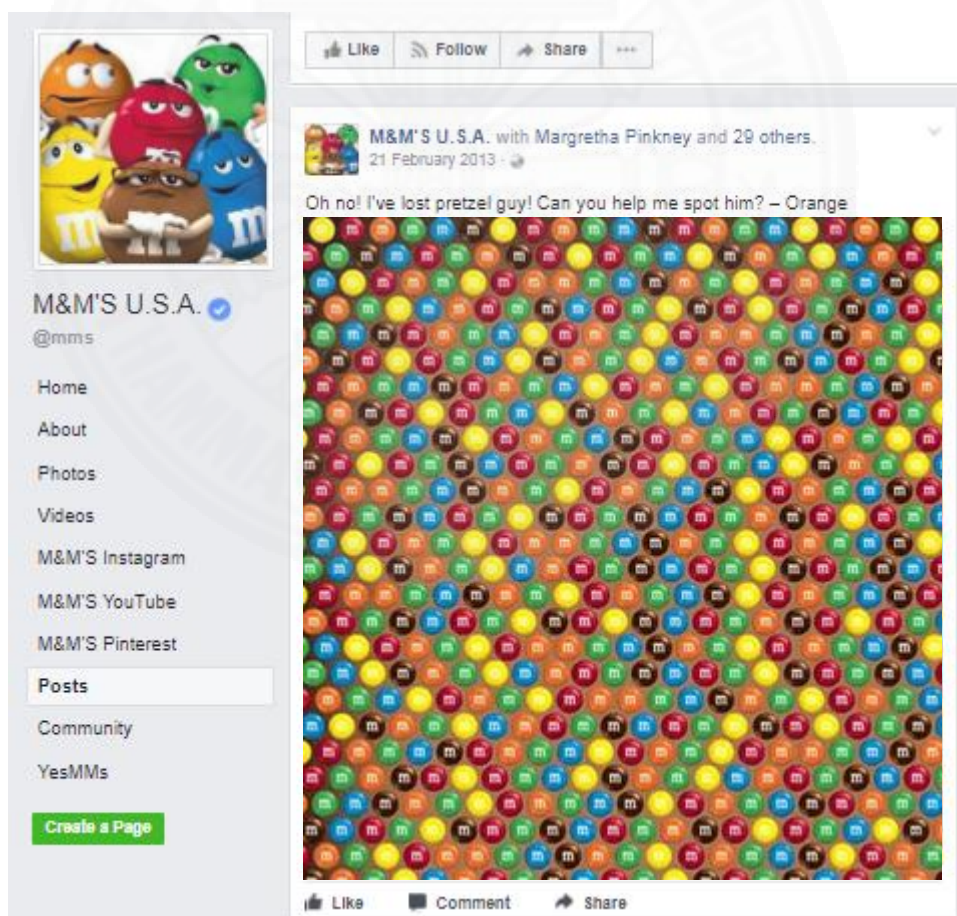 Like Follow Share
M&M'S U.S.A. with Margretha Pinkney and 29 others.
21 February 2013
Oh no! I've lost pretzel guy! Can you help me spot him? – Orange
M&M'S U.S.A.
@mms
Home
About
Photos
Videos
M&M'S Instagram
M&M'S YouTube
M&M'S Pinterest
Posts
Community
YesMMs
Create a Page
Like Comment Share